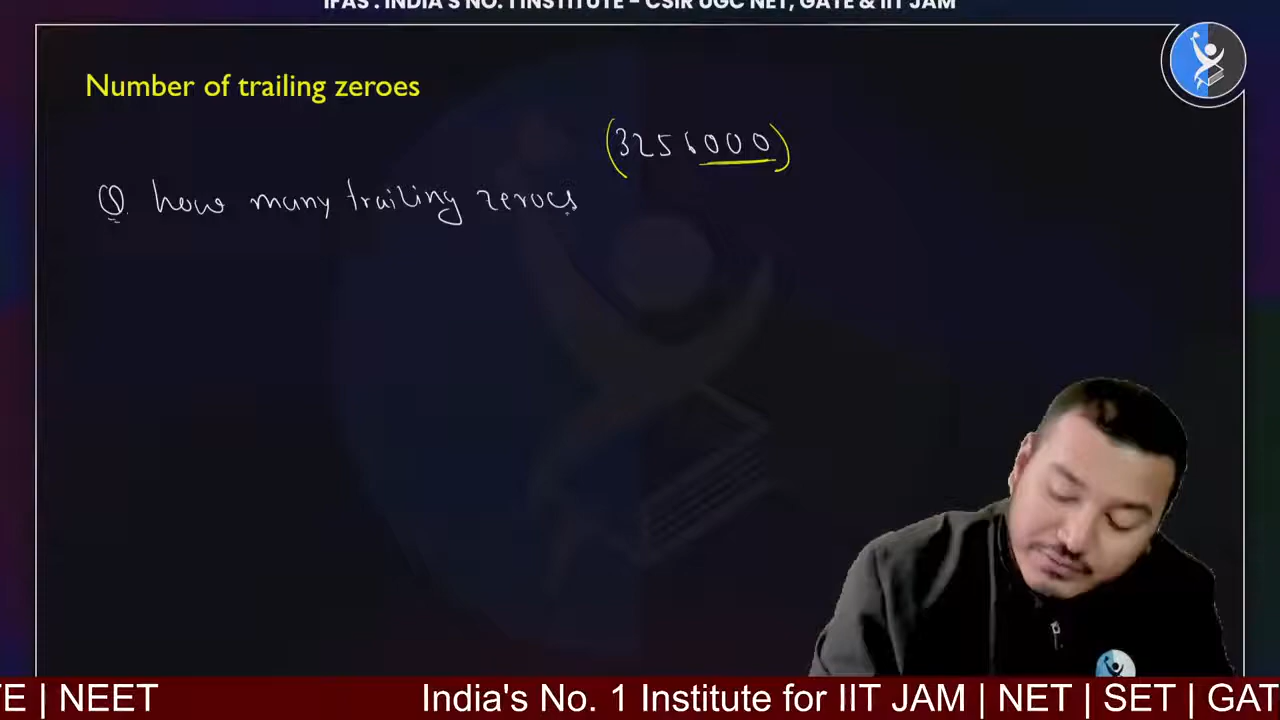 IFAS : INDIA'S NO. 1 INSTITUTE - CSIR UGC NET, GATE & IIT JAM
Number of trailing zeroes
(3256000)
Q. how many trailing zeroes
TE | NEET India's No. 1 Institute for IIT JAM | NET | SET | GAT